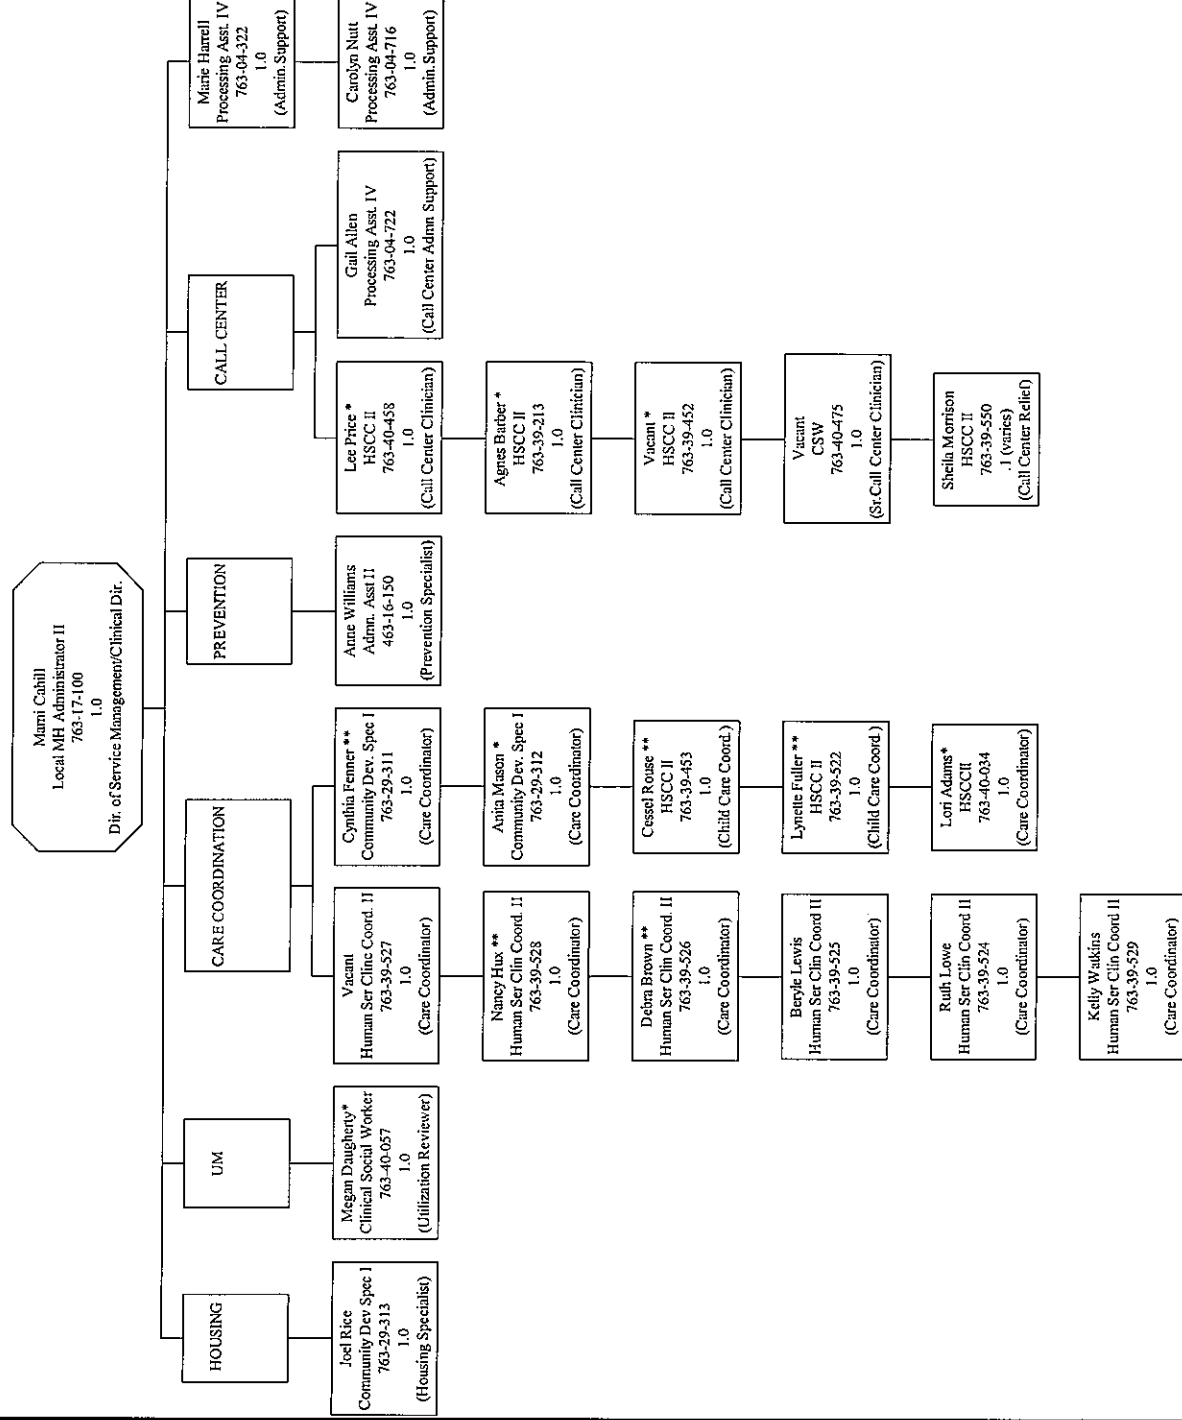 Marni Cahill
Local MH Administrator II
763-17-100
1.0
Dir. of Service Management/Clinical Dir.
HOUSING
Joel Rice
Community Dev Spec I
763-29-313
1.0
(Housing Specialist)
UM
Megan Daugherty*
Clinical Social Worker
763-40-057
1.0
(Utilization Reviewer)
CARE COORDINATION
Vacant
Human Ser Clinc Coord. II
763-39-527
1.0
(Care Coordinator)
Nancy Hux **
Human Ser Clin Coord. II
763-39-528
1.0
(Care Coordinator)
Debra Brown **
Human Ser Clin Coord. II
763-39-526
1.0
(Care Coordinator)
Beryle Lewis
Human Ser Clin Coord II
763-39-525
1.0
(Care Coordinator)
Ruth Lowe
Human Ser Clin Coord II
763-39-524
1.0
(Care Coordinator)
Kelly Watkins
Human Ser Clin Coord II
763-39-529
1.0
(Care Coordinator)
Cynthia Fenner **
Community Dev. Spec I
763-29-311
1.0
(Care Coordinator)
Anita Mason *
Community Dev. Spec I
763-29-312
1.0
(Care Coordinator)
Cessel Rouse **
HSCC II
763-39-453
1.0
(Child Care Coord.)
Lynette Fuller **
HSCC II
763-39-522
1.0
(Child Care Coord.)
Lori Adams*
HSCCII
763-40-034
1.0
(Care Coordinator)
PREVENTION
Anne Williams
Admn. Asst II
463-16-150
1.0
(Prevention Specialist)
CALL CENTER
Lee Price *
HSCC II
763-40-458
1.0
(Call Center Clinician)
Agnes Barber *
HSCC II
763-39-213
1.0
(Call Center Clinician)
Vacant *
HSCC II
763-39-452
1.0
(Call Center Clinician)
Vacant
CSW
763-40-475
1.0
(Sr.Call Center Clinician)
Sheila Morrison
HSCC II
763-39-550
.1 (varies)
(Call Center Relief)
Gail Allen
Processing Asst. IV
763-04-722
1.0
(Call Center Admn Support)
Marie Harrell
Processing Asst. IV
763-04-322
1.0
(Admin.Support)
Carolyn Nutt
Processing Asst. IV
763-04-716
1.0
(Admin.Support)